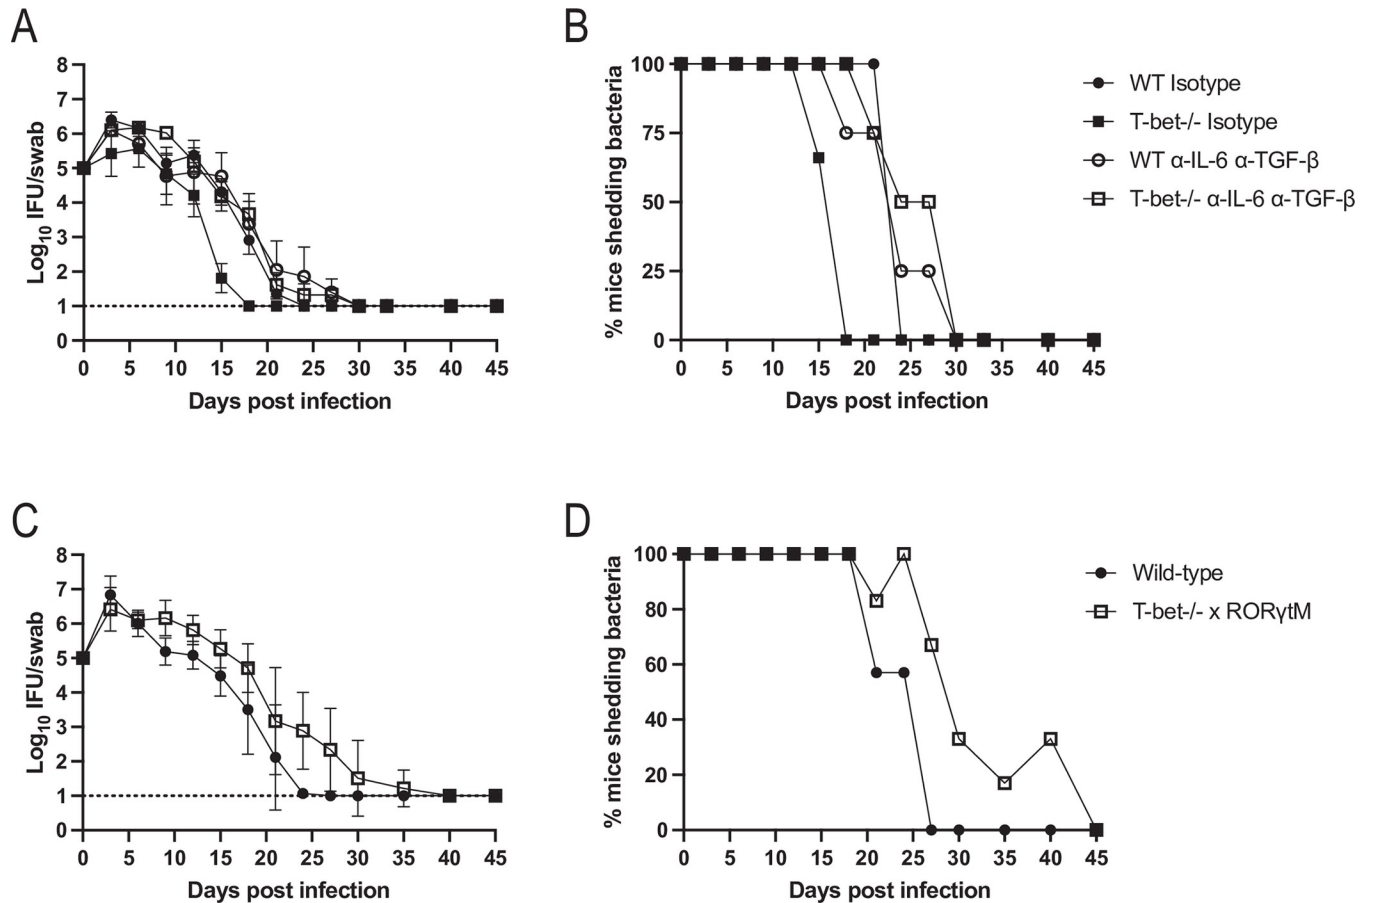 A
8
7
6
5
4
3
2
1
0
Log10 IFU/swab
0 5 10 15 20 25 30 35 40 45
Days post infection
B
100
75
50
25
0
% mice shedding bacteria
0 5 10 15 20 25 30 35 40 45
Days post infection
WT Isotype
T-bet-/- Isotype
WT α-IL-6 α-TGF-β
T-bet-/- α-IL-6 α-TGF-β
C
8
7
6
5
4
3
2
1
0
Log10 IFU/swab
0 5 10 15 20 25 30 35 40 45
Days post infection
D
100
80
60
40
20
0
% mice shedding bacteria
0 5 10 15 20 25 30 35 40 45
Days post infection
Wild-type
T-bet-/- x RORγtM